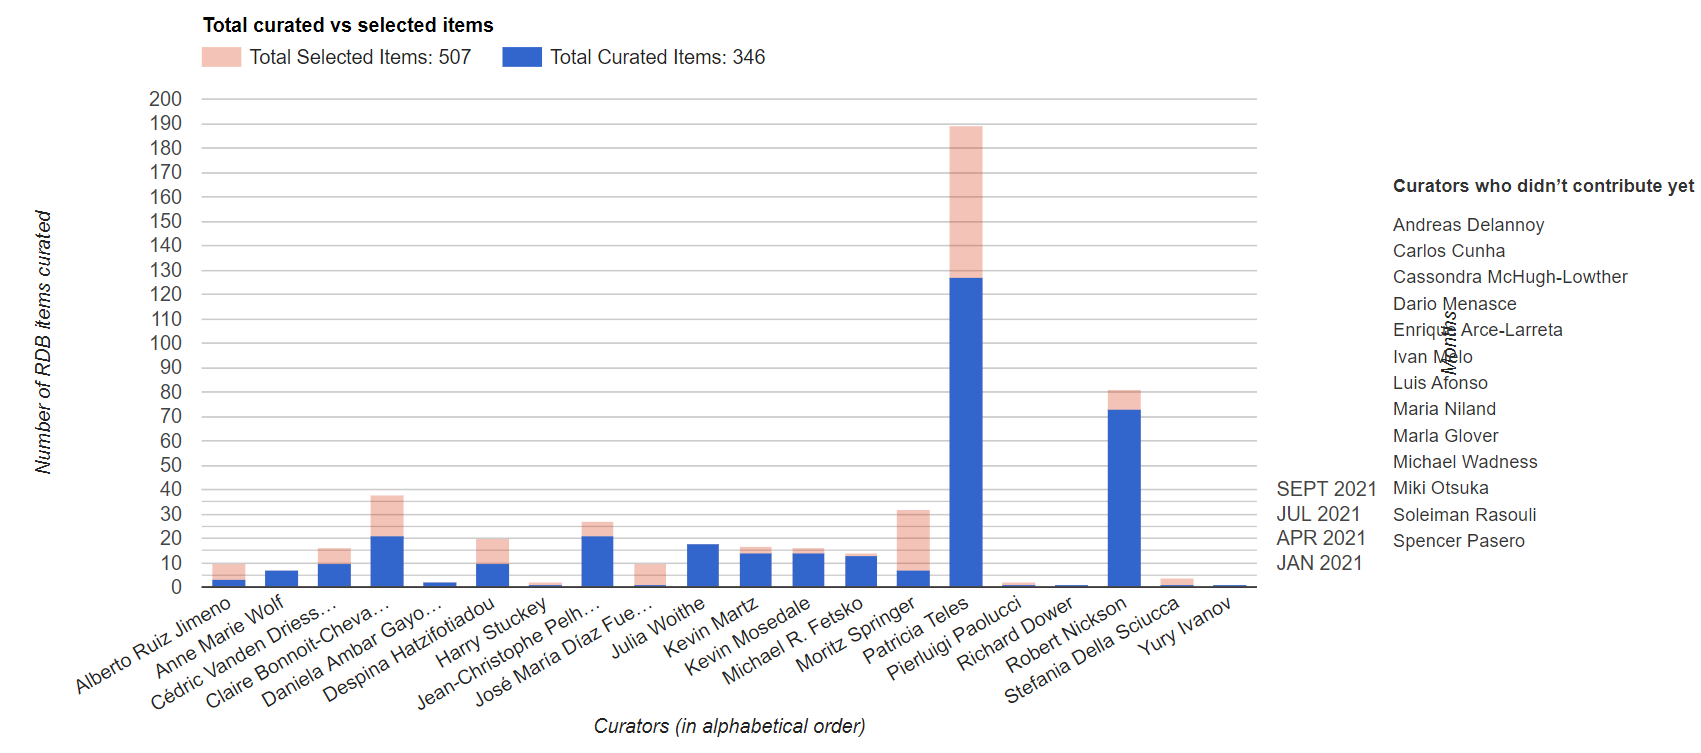 Total curated vs selected items
Total Selected Items: 507
Total Curated Items: 346
Number of RDB items curated
200
190
180
170
160
150
140
130
120
110
100
90
80
70
60
50
40
30
20
10
0
Alberto Ruiz Jimeno
Anne Marie Wolf
Cédric Vanden Driess…
Claire Bonnoit-Cheva…
Daniela Ambar Gayo…
Despina Hatzifotiadou
Harry Stuckey
Jean-Christophe Pelh…
José María Díaz Fue…
Julia Woithe
Kevin Martz
Kevin Mosedale
Michael R. Fetsko
Moritz Springer
Patricia Teles
Pierluigi Paolucci
Richard Dower
Robert Nickson
Stefania Della Sciucca
Yury Ivanov
Curators (in alphabetical order)
SEPT 2021
JUL 2021
APR 2021
JAN 2021
Months
Curators who didn’t contribute yet
Andreas Delannoy
Carlos Cunha
Cassondra McHugh-Lowther
Dario Menasce
Enrique Arce-Larreta
Ivan Melo
Luis Afonso
Maria Niland
Marla Glover
Michael Wadness
Miki Otsuka
Soleiman Rasouli
Spencer Pasero